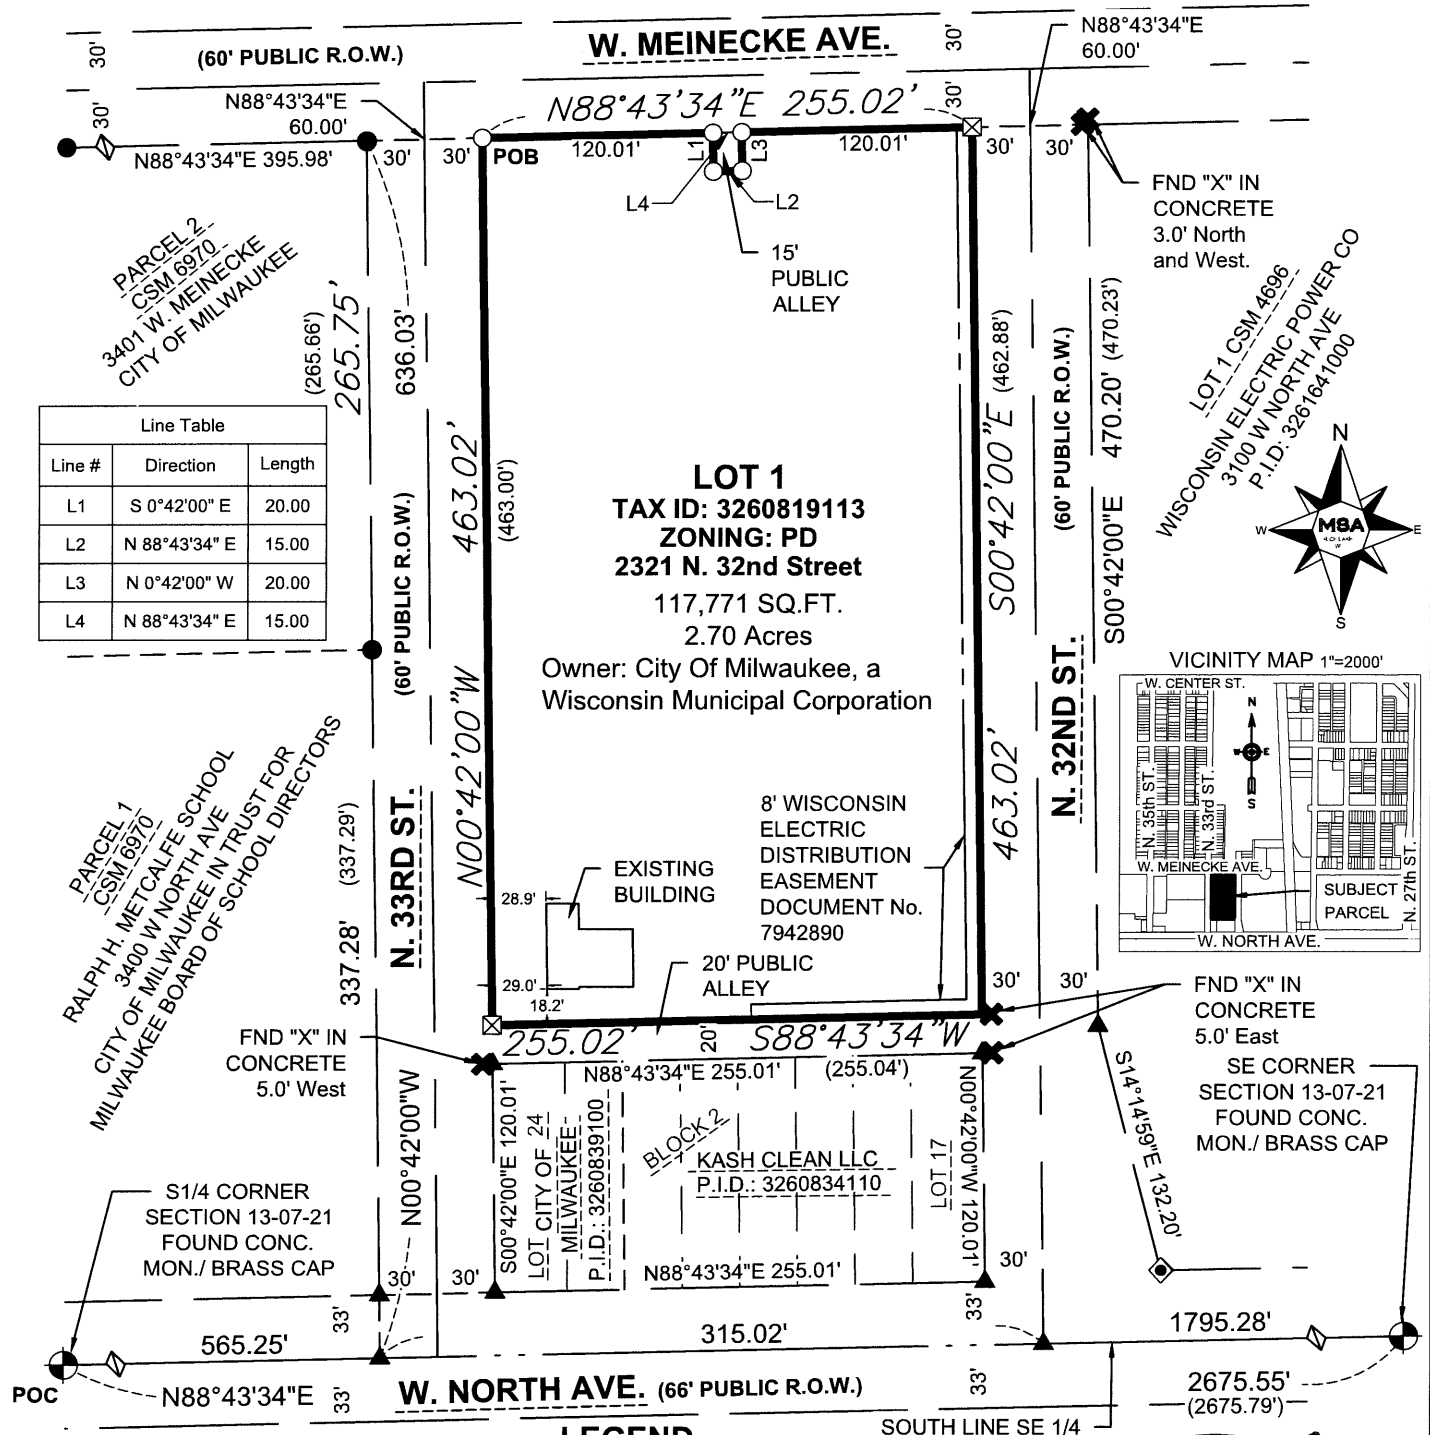 W. MEINECKE AVE.
(60' PUBLIC R.O.W.)
30'
30'
30'
30'
N88°43'34"E
60.00'
N88°43'34"E 255.02'
N88°43'34"E
60.00'
N88°43'34"E 395.98'
30'
30'
POB
120.01'
L1
L3
120.01'
30'
30'
L4
L2
15'
PUBLIC
ALLEY
FND "X" IN
CONCRETE
3.0' North
and West.
PARCEL 2
CSM 6970
3401 W. MEINECKE
CITY OF MILWAUKEE
(265.66')
265.75'
636.03'
(60' PUBLIC R.O.W.)
463.02'
(463.00')
N00°42'00"W
N. 33RD ST.
(462.88')
S00°42'00"E
463.02'
(60' PUBLIC R.O.W.)
N. 32ND ST.
(470.23')
470.20'
S00°42'00"E
LOT 1 CSM 4696
WISCONSIN ELECTRIC POWER CO
3100 W NORTH AVE
P.I.D: 3261641000
Line Table
Line # Direction Length
L1 S 0°42'00" E 20.00
L2 N 88°43'34" E 15.00
L3 N 0°42'00" W 20.00
L4 N 88°43'34" E 15.00
LOT 1
TAX ID: 3260819113
ZONING: PD
2321 N. 32nd Street
117,771 SQ.FT.
2.70 Acres
Owner: City Of Milwaukee, a
Wisconsin Municipal Corporation
N
W
MSA
E
S
VICINITY MAP 1"=2000'
W. CENTER ST.
N
W
E
S
N. 35th ST.
N. 33rd ST.
W. MEINECKE AVE.
N. 27th ST.
SUBJECT
PARCEL
W. NORTH AVE.
PARCEL 1
CSM 6970
RALPH H. METCALFE SCHOOL
3400 W NORTH AVE
CITY OF MILWAUKEE IN TRUST FOR
MILWAUKEE BOARD OF SCHOOL DIRECTORS
(337.29')
337.28'
EXISTING
BUILDING
28.9'
29.0'
18.2'
8' WISCONSIN
ELECTRIC
DISTRIBUTION
EASEMENT
DOCUMENT No.
7942890
20' PUBLIC
ALLEY
30'
30'
FND "X" IN
CONCRETE
5.0' East
FND "X" IN
CONCRETE
5.0' West
255.02'
20'
S88°43'34"W
N88°43'34"E 255.01'
(255.04')
N00°42'00"W
S00°42'00"E 120.01'
LOT 24
CITY OF
MILWAUKEE
P.I.D.: 3260839100
BLOCK 2
KASH CLEAN LLC
P.I.D.: 3260834110
LOT 17
N00°42'00"W 120.01'
S14°14'59"E 132.20'
SE CORNER
SECTION 13-07-21
FOUND CONC.
MON./ BRASS CAP
S1/4 CORNER
SECTION 13-07-21
FOUND CONC.
MON./ BRASS CAP
30'
30'
N88°43'34"E 255.01'
30'
33'
33'
565.25'
315.02'
1795.28'
POC
N88°43'34"E
33'
W. NORTH AVE. (66' PUBLIC R.O.W.)
33'
2675.55'
(2675.79')
SOUTH LINE SE 1/4
LEGEND